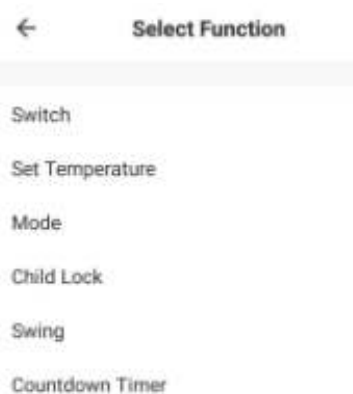 Select Function
Switch
Set Temperature
Mode
Child Lock
Swing
Countdown Timer